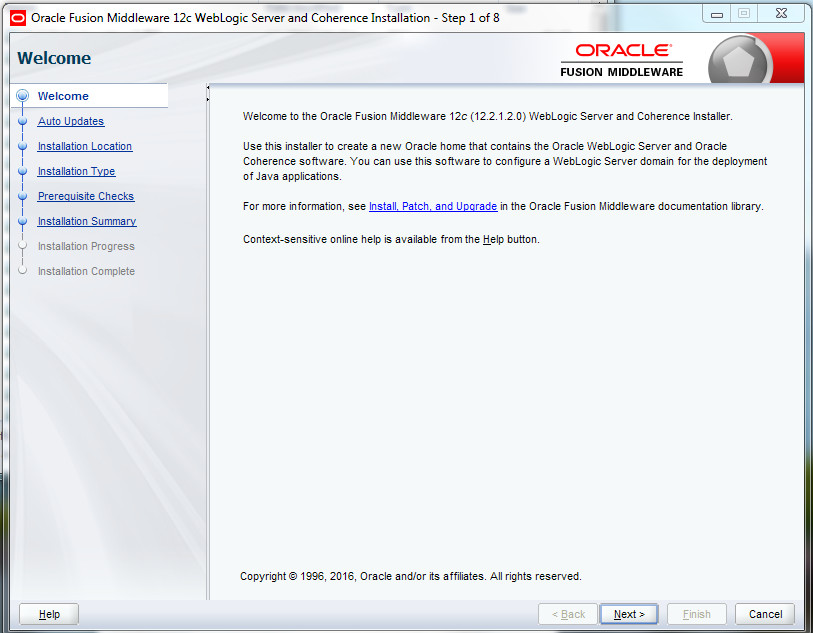 Oracle Fusion Middleware 12c WebLogic Server and Coherence Installation - Step 1 of 8
Welcome
ORACLE
FUSION MIDDLEWARE
Welcome
Auto Updates
Installation Location
Installation Type
Prerequisite Checks
Installation Summary
Installation Progress
Installation Complete
Welcome to the Oracle Fusion Middleware 12c (12.2.1.2.0) WebLogic Server and Coherence Installer.
Use this installer to create a new Oracle home that contains the Oracle WebLogic Server and Oracle
Coherence software. You can use this software to configure a WebLogic Server domain for the deployment
of Java applications.
For more information, see Install, Patch, and Upgrade in the Oracle Fusion Middleware documentation library.
Context-sensitive online help is available from the Help button.
Copyright © 1996, 2016, Oracle and/or its affiliates. All rights reserved.
Help
< Back
Next >
Finish
Cancel